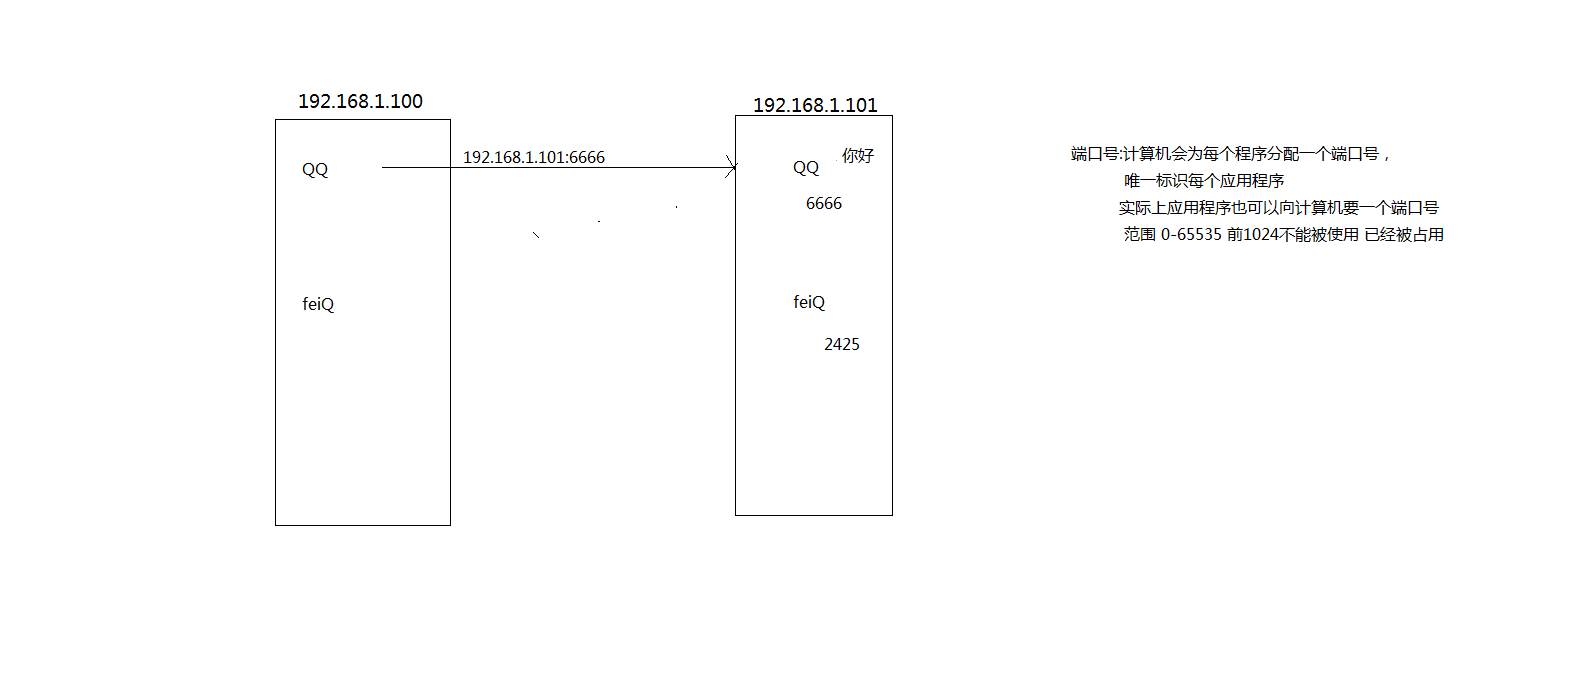 192.168.1.100
QQ
feiQ
192.168.1.101:6666
192.168.1.101
QQ
你好
6666
feiQ
2425
端口号:计算机会为每个程序分配一个端口号，
唯一标识每个应用程序
实际上应用程序也可以向计算机要一个端口号
范围 0-65535 前1024不能被使用 已经被占用